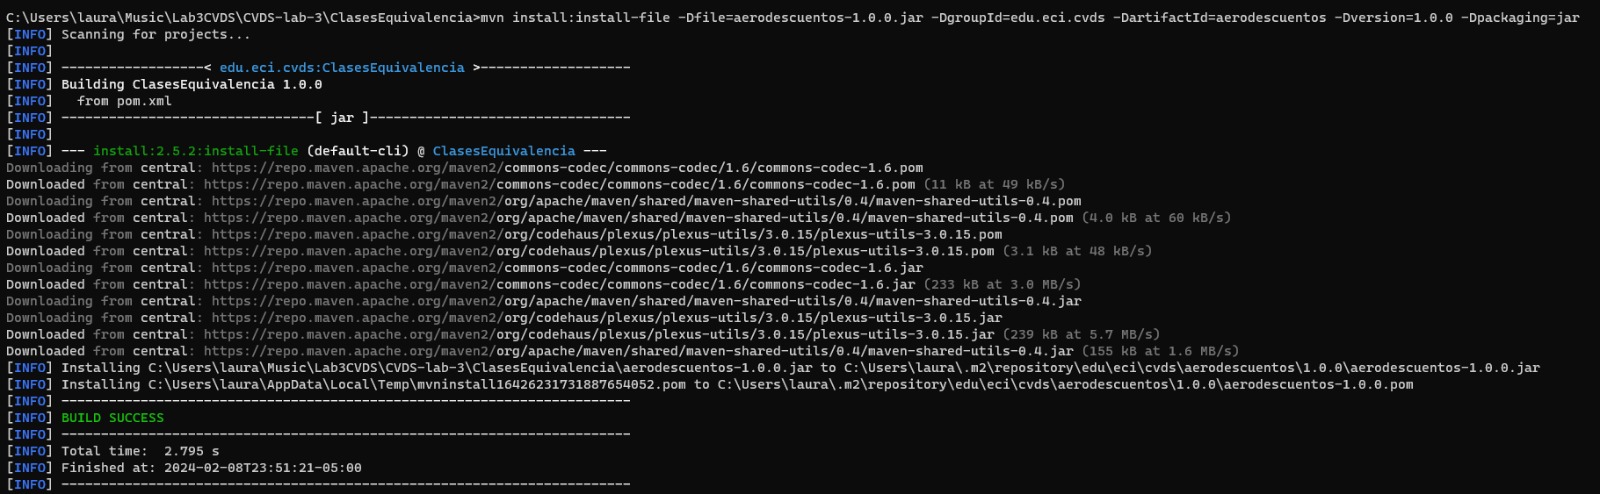 C:\Users\laura\Music\Lab3CVDS\CVDS-lab-3\ClasesEquivalencia>mvn install:install-file -Dfile=aerodescuentos-1.0.0.jar -DgroupId=edu.eci.cvds -DartifactId=aerodescuentos -Dversion=1.0.0 -Dpackaging=jar
[INFO] Scanning for projects...
[INFO]
[INFO] ------------------< edu.eci.cvds:ClasesEquivalencia >-------------------
[INFO] Building ClasesEquivalencia 1.0.0
[INFO]   from pom.xml
[INFO] --------------------------------[ jar ]---------------------------------
[INFO]
[INFO] --- install:2.5.2:install-file (default-cli) @ ClasesEquivalencia ---
Downloading from central: https://repo.maven.apache.org/maven2/commons-codec/commons-codec/1.6/commons-codec-1.6.pom
Downloaded from central: https://repo.maven.apache.org/maven2/commons-codec/commons-codec/1.6/commons-codec-1.6.pom (11 kB at 49 kB/s)
Downloading from central: https://repo.maven.apache.org/maven2/org/apache/maven/shared/maven-shared-utils/0.4/maven-shared-utils-0.4.pom
Downloaded from central: https://repo.maven.apache.org/maven2/org/apache/maven/shared/maven-shared-utils/0.4/maven-shared-utils-0.4.pom (4.0 kB at 60 kB/s)
Downloading from central: https://repo.maven.apache.org/maven2/org/codehaus/plexus/plexus-utils/3.0.15/plexus-utils-3.0.15.pom
Downloaded from central: https://repo.maven.apache.org/maven2/org/codehaus/plexus/plexus-utils/3.0.15/plexus-utils-3.0.15.pom (3.1 kB at 48 kB/s)
Downloading from central: https://repo.maven.apache.org/maven2/commons-codec/commons-codec/1.6/commons-codec-1.6.jar
Downloaded from central: https://repo.maven.apache.org/maven2/commons-codec/commons-codec/1.6/commons-codec-1.6.jar (233 kB at 3.0 MB/s)
Downloading from central: https://repo.maven.apache.org/maven2/org/apache/maven/shared/maven-shared-utils/0.4/maven-shared-utils-0.4.jar
Downloading from central: https://repo.maven.apache.org/maven2/org/codehaus/plexus/plexus-utils/3.0.15/plexus-utils-3.0.15.jar
Downloaded from central: https://repo.maven.apache.org/maven2/org/codehaus/plexus/plexus-utils/3.0.15/plexus-utils-3.0.15.jar (239 kB at 5.7 MB/s)
Downloaded from central: https://repo.maven.apache.org/maven2/org/apache/maven/shared/maven-shared-utils/0.4/maven-shared-utils-0.4.jar (155 kB at 1.6 MB/s)
[INFO] Installing C:\Users\laura\Music\Lab3CVDS\CVDS-lab-3\ClasesEquivalencia\aerodescuentos-1.0.0.jar to C:\Users\laura\.m2\repository\edu\eci\cvds\aerodescuentos\1.0.0\aerodescuentos-1.0.0.jar
[INFO] Installing C:\Users\laura\AppData\Local\Temp\mvninstall16426231731887654052.pom to C:\Users\laura\.m2\repository\edu\eci\cvds\aerodescuentos\1.0.0\aerodescuentos-1.0.0.pom
[INFO] ------------------------------------------------------------------------
[INFO] BUILD SUCCESS
[INFO] ------------------------------------------------------------------------
[INFO] Total time:  2.795 s
[INFO] Finished at: 2024-02-08T23:51:21-05:00
[INFO] ------------------------------------------------------------------------